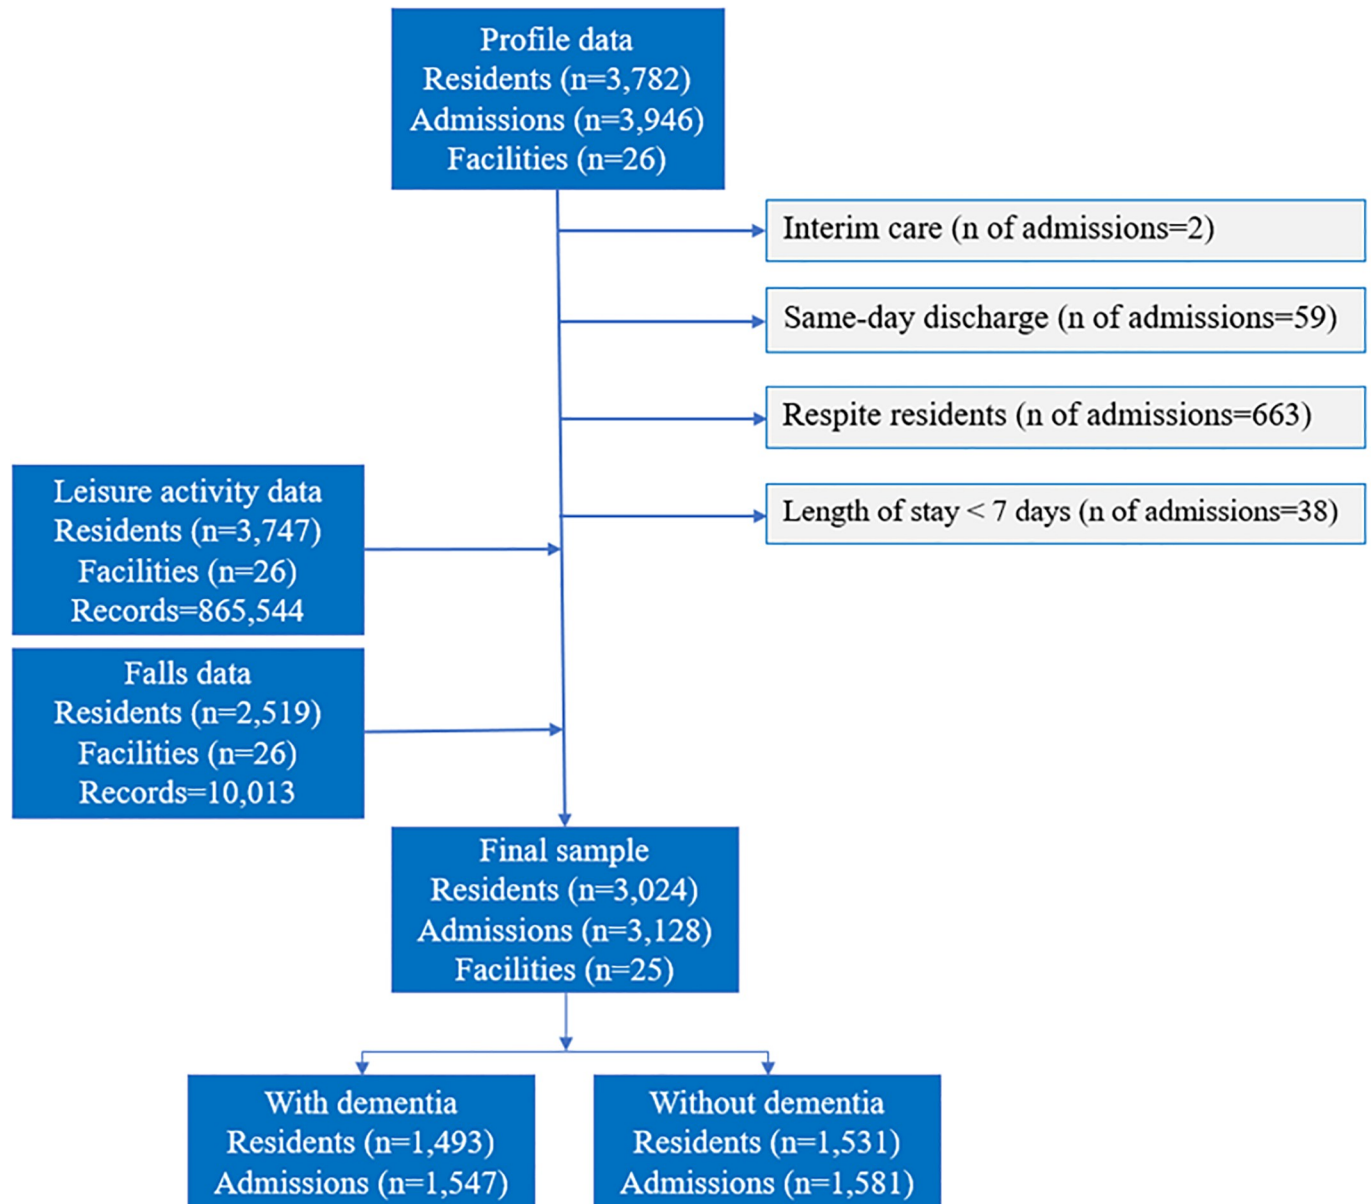 Profile data
Residents (n=3,782)
Admissions (n=3,946)
Facilities (n=26)
Interim care (n of admissions=2)
Same-day discharge (n of admissions=59)
Respite residents (n of admissions=663)
Length of stay < 7 days (n of admissions=38)
Leisure activity data
Residents (n=3,747)
Facilities (n=26)
Records=865,544
Falls data
Residents (n=2,519)
Facilities (n=26)
Records=10,013
Final sample
Residents (n=3,024)
Admissions (n=3,128)
Facilities (n=25)
With dementia
Residents (n=1,493)
Admissions (n=1,547)
Without dementia
Residents (n=1,531)
Admissions (n=1,581)